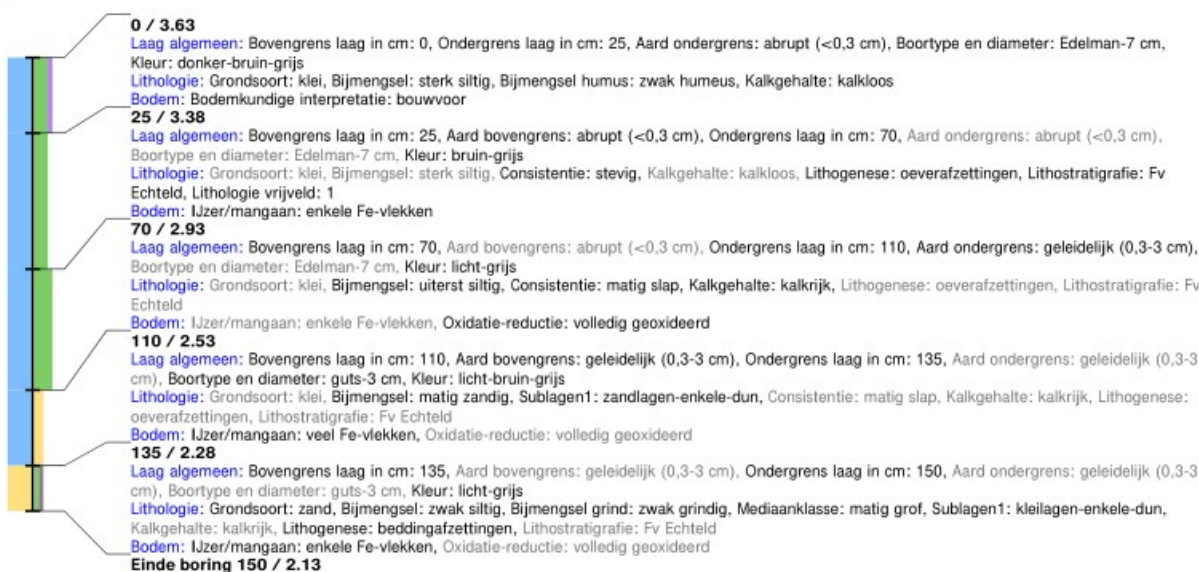 0 / 3.63
Laag algemeen: Bovengrens laag in cm: 0, Ondergrens laag in cm: 25, Aard ondergrens: abrupt (<0,3 cm), Boortype en diameter: Edelman-7 cm,
Kleur: donker-bruin-grijs
Lithologie: Grondsoort: klei, Bijmengsel: sterk siltig, Bijmengsel humus: zwak humeus, Kalkgehalte: kalkloos
Bodem: Bodemkundige interpretatie: bouwvoor
25 / 3.38
Laag algemeen: Bovengrens laag in cm: 25, Aard bovengrens: abrupt (<0,3 cm), Ondergrens laag in cm: 70, Aard ondergrens: abrupt (<0,3 cm),
Boortype en diameter: Edelman-7 cm, Kleur: bruin-grijs
Lithologie: Grondsoort: klei, Bijmengsel: sterk siltig, Consistentie: stevig, Kalkgehalte: kalkloos, Lithogenese: oeverafzettingen, Lithostratigrafie: Fv
Echteld, Lithologie vrijveld: 1
Bodem: IJzer/mangaan: enkele Fe-vlekken
70 / 2.93
Laag algemeen: Bovengrens laag in cm: 70, Aard bovengrens: abrupt (<0,3 cm), Ondergrens laag in cm: 110, Aard ondergrens: geleidelijk (0,3-3 cm),
Boortype en diameter: Edelman-7 cm, Kleur: licht-grijs
Lithologie: Grondsoort: klei, Bijmengsel: uiterst siltig, Consistentie: matig slap, Kalkgehalte: kalkrijk, Lithogenese: oeverafzettingen, Lithostratigrafie: Fv
Echteld
Bodem: IJzer/mangaan: enkele Fe-vlekken, Oxidatie-reductie: volledig geoxideerd
110 / 2.53
Laag algemeen: Bovengrens laag in cm: 110, Aard bovengrens: geleidelijk (0,3-3 cm), Ondergrens laag in cm: 135, Aard ondergrens: geleidelijk (0,3-3
cm), Boortype en diameter: guts-3 cm, Kleur: licht-bruin-grijs
Lithologie: Grondsoort: klei, Bijmengsel: matig zandig, Sublagen1: zandlagen-enkele-dun, Consistentie: matig slap, Kalkgehalte: kalkrijk, Lithogenese:
oeverafzettingen, Lithostratigrafie: Fv Echteld
Bodem: IJzer/mangaan: veel Fe-vlekken, Oxidatie-reductie: volledig geoxideerd
135 / 2.28
Laag algemeen: Bovengrens laag in cm: 135, Aard bovengrens: geleidelijk (0,3-3 cm), Ondergrens laag in cm: 150, Aard ondergrens: geleidelijk (0,3-3
cm), Boortype en diameter: guts-3 cm, Kleur: licht-grijs
Lithologie: Grondsoort: zand, Bijmengsel: zwak siltig, Bijmengsel grind: zwak grindig, Mediaanklasse: matig grof, Sublagen1: kleilagen-enkele-dun,
Kalkgehalte: kalkrijk, Lithogenese: beddingafzettingen, Lithostratigrafie: Fv Echteld
Bodem: IJzer/mangaan: enkele Fe-vlekken, Oxidatie-reductie: volledig geoxideerd
Einde boring 150 / 2.13